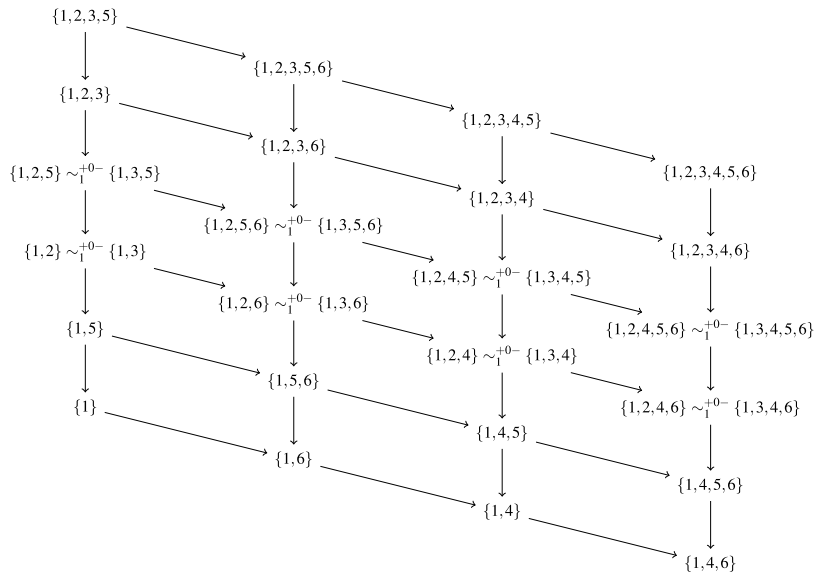 {1,2,3,5}
{1,2,3,5,6}
{1,2,3}
{1,2,3,4,5}
{1,2,3,6}
{1,2,5} ∼₁⁺⁰⁻ {1,3,5}
{1,2,3,4,5,6}
{1,2,3,4}
{1,2,5,6} ∼₁⁺⁰⁻ {1,3,5,6}
{1,2} ∼₁⁺⁰⁻ {1,3}
{1,2,3,4,6}
{1,2,4,5} ∼₁⁺⁰⁻ {1,3,4,5}
{1,2,6} ∼₁⁺⁰⁻ {1,3,6}
{1,5}
{1,2,4,5,6} ∼₁⁺⁰⁻ {1,3,4,5,6}
{1,2,4} ∼₁⁺⁰⁻ {1,3,4}
{1,5,6}
{1}
{1,2,4,6} ∼₁⁺⁰⁻ {1,3,4,6}
{1,4,5}
{1,6}
{1,4,5,6}
{1,4}
{1,4,6}